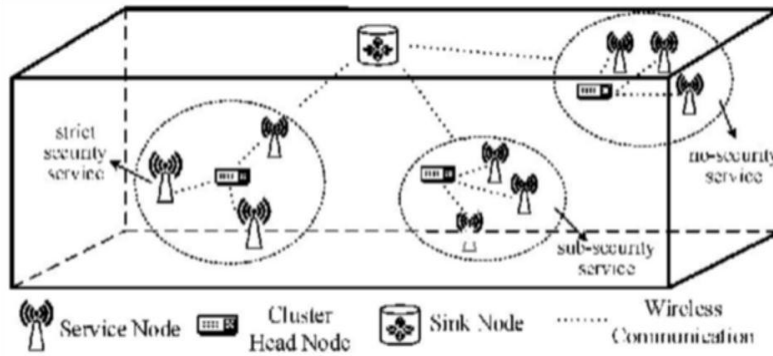 strict
security
service
no-security
service
sub-security
service
Service Node
Cluster
Head Node
Sink Node
Wireless
Communication